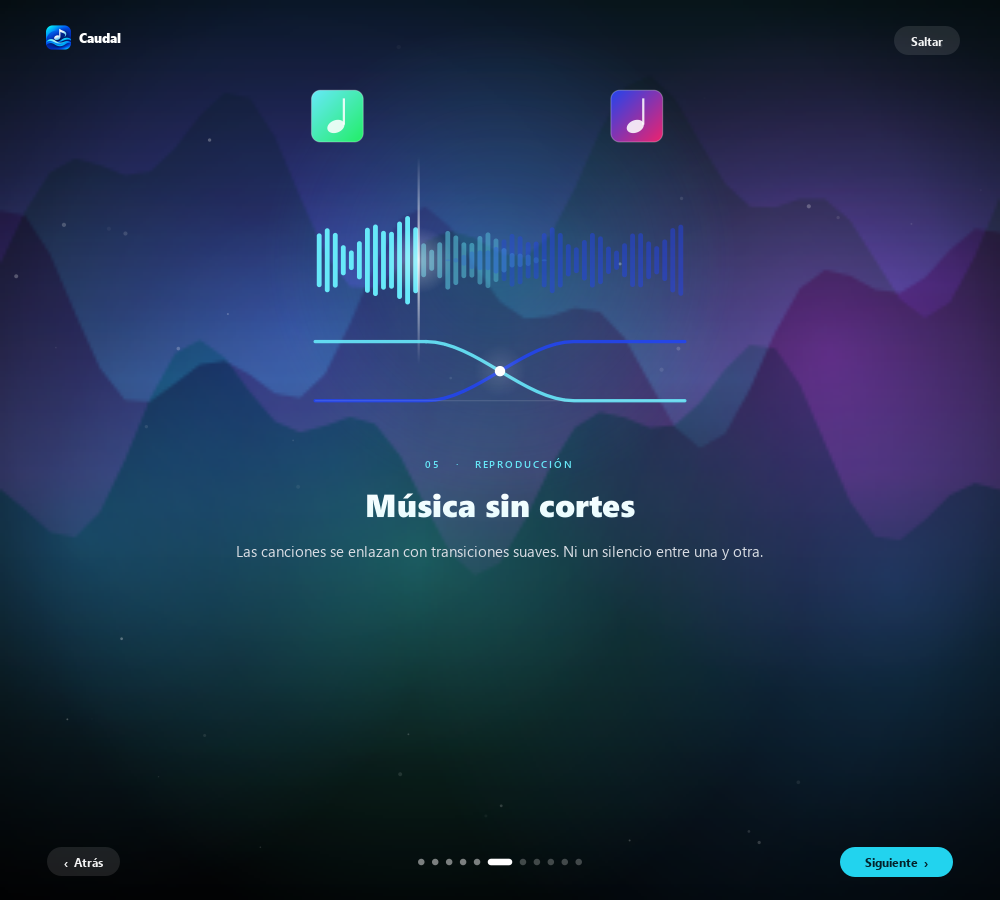 Caudal
Saltar
05 · REPRODUCCIÓN
Música sin cortes
Las canciones se enlazan con transiciones suaves. Ni un silencio entre una y otra.
‹ Atrás
Siguiente ›